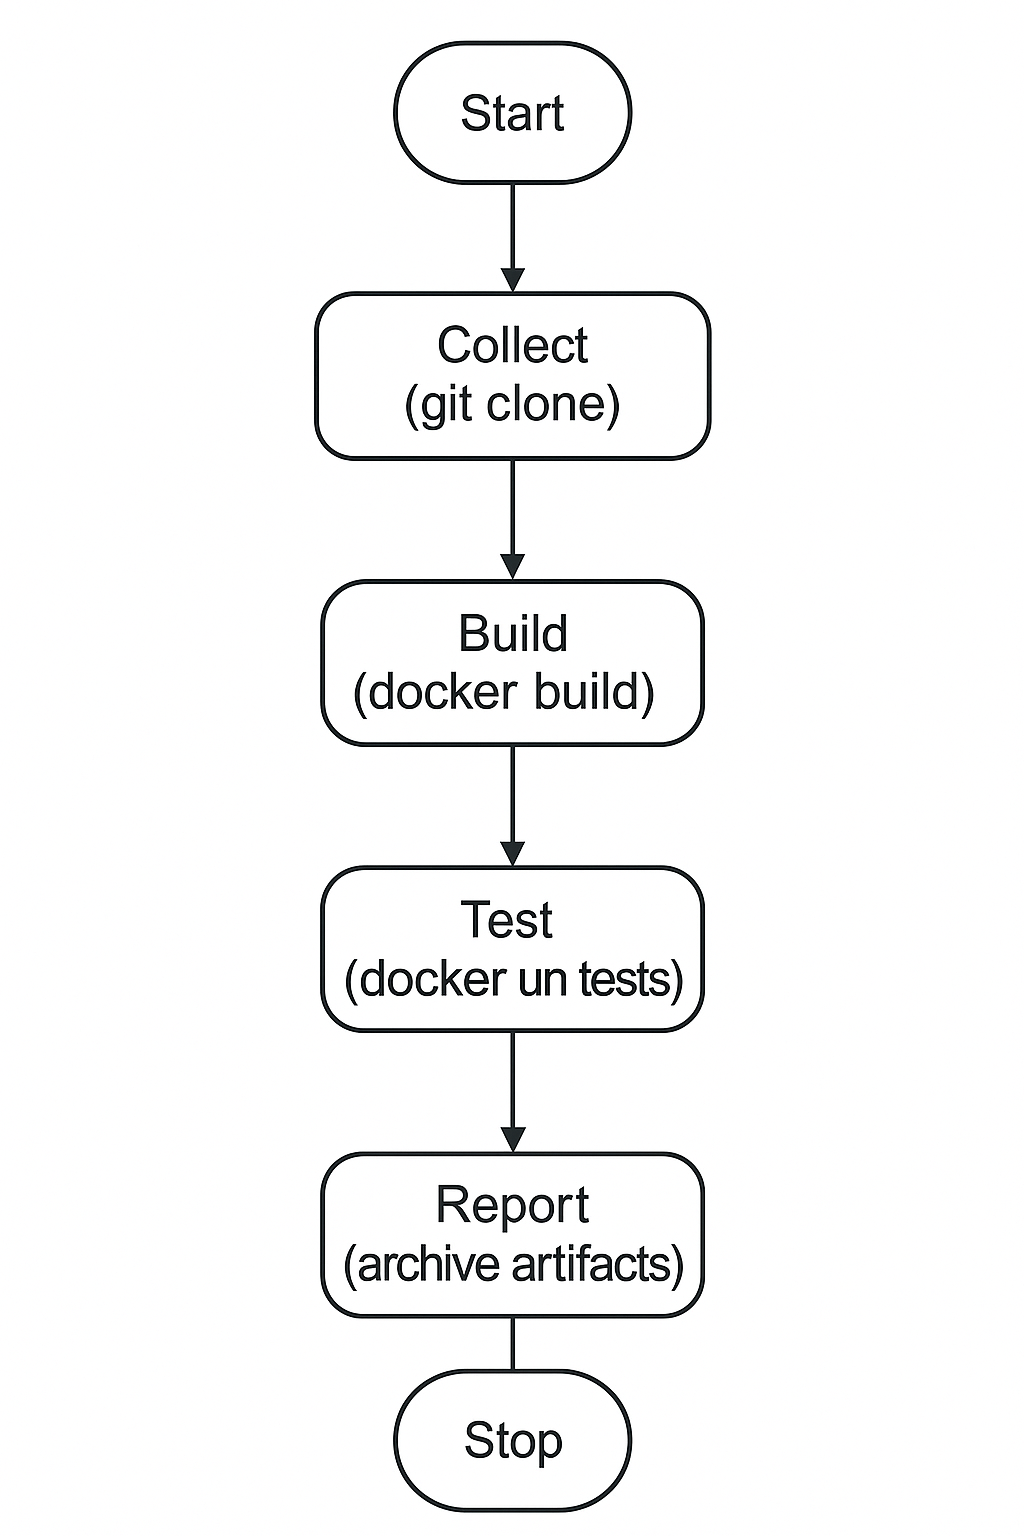 Start
Collect
(git clone)
Build
(docker build)
Test
(docker un tests)
Report
(archive artifacts)
Stop